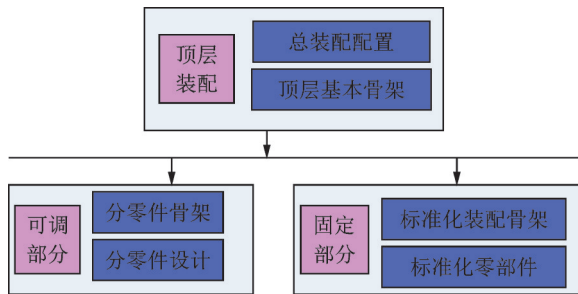 顶层
装配
总装配配置
顶层基本骨架
可调
部分
分零件骨架
分零件设计
固定
部分
标准化装配骨架
标准化零部件